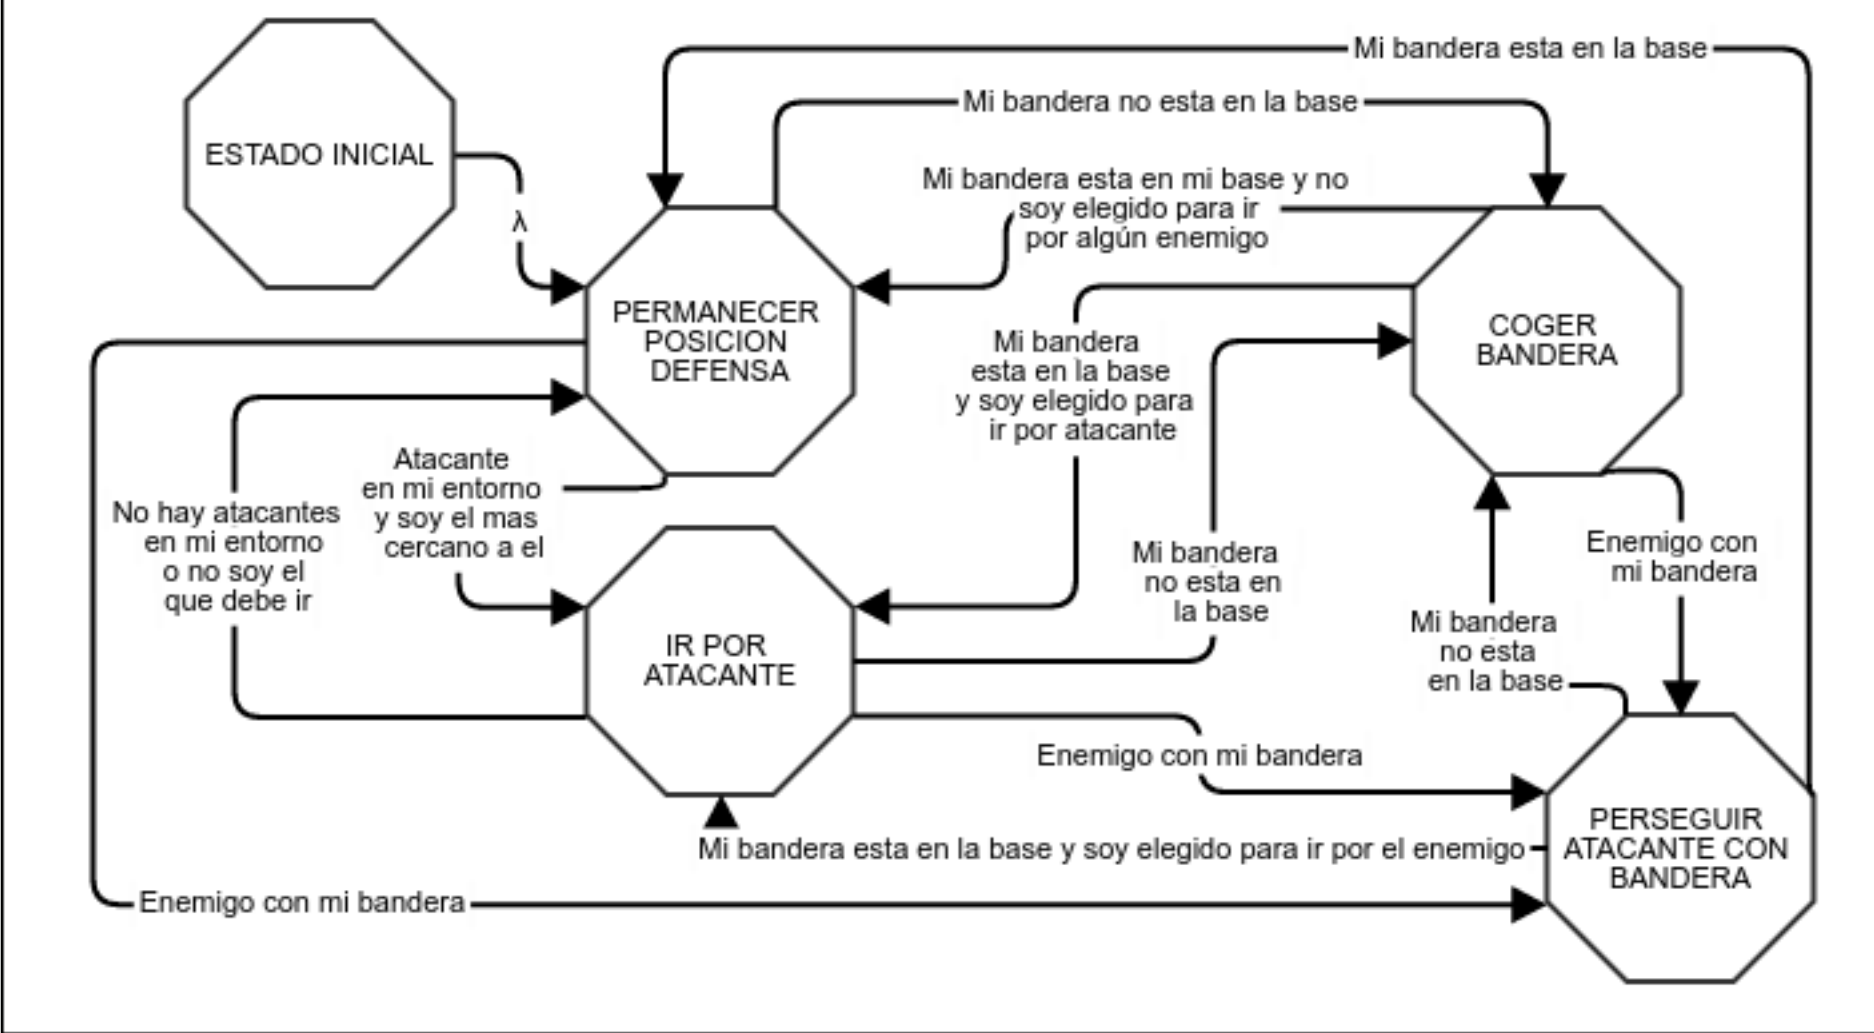 Mi bandera esta en la base
Mi bandera no esta en la base
ESTADO INICIAL
Mi bandera esta en mi base y no
soy elegido para ir
por algún enemigo
λ
PERMANECER
POSICION
DEFENSA
COGER
BANDERA
Mi bandera
esta en la base
y soy elegido para
ir por atacante
Atacante
en mi entorno
y soy el mas
cercano a el
No hay atacantes
en mi entorno
o no soy el
que debe ir
Mi bandera
no esta en
la base
Enemigo con
mi bandera
Mi bandera
no esta
en la base
IR POR
ATACANTE
Enemigo con mi bandera
PERSEGUIR
ATACANTE CON
BANDERA
Mi bandera esta en la base y soy elegido para ir por el enemigo
Enemigo con mi bandera